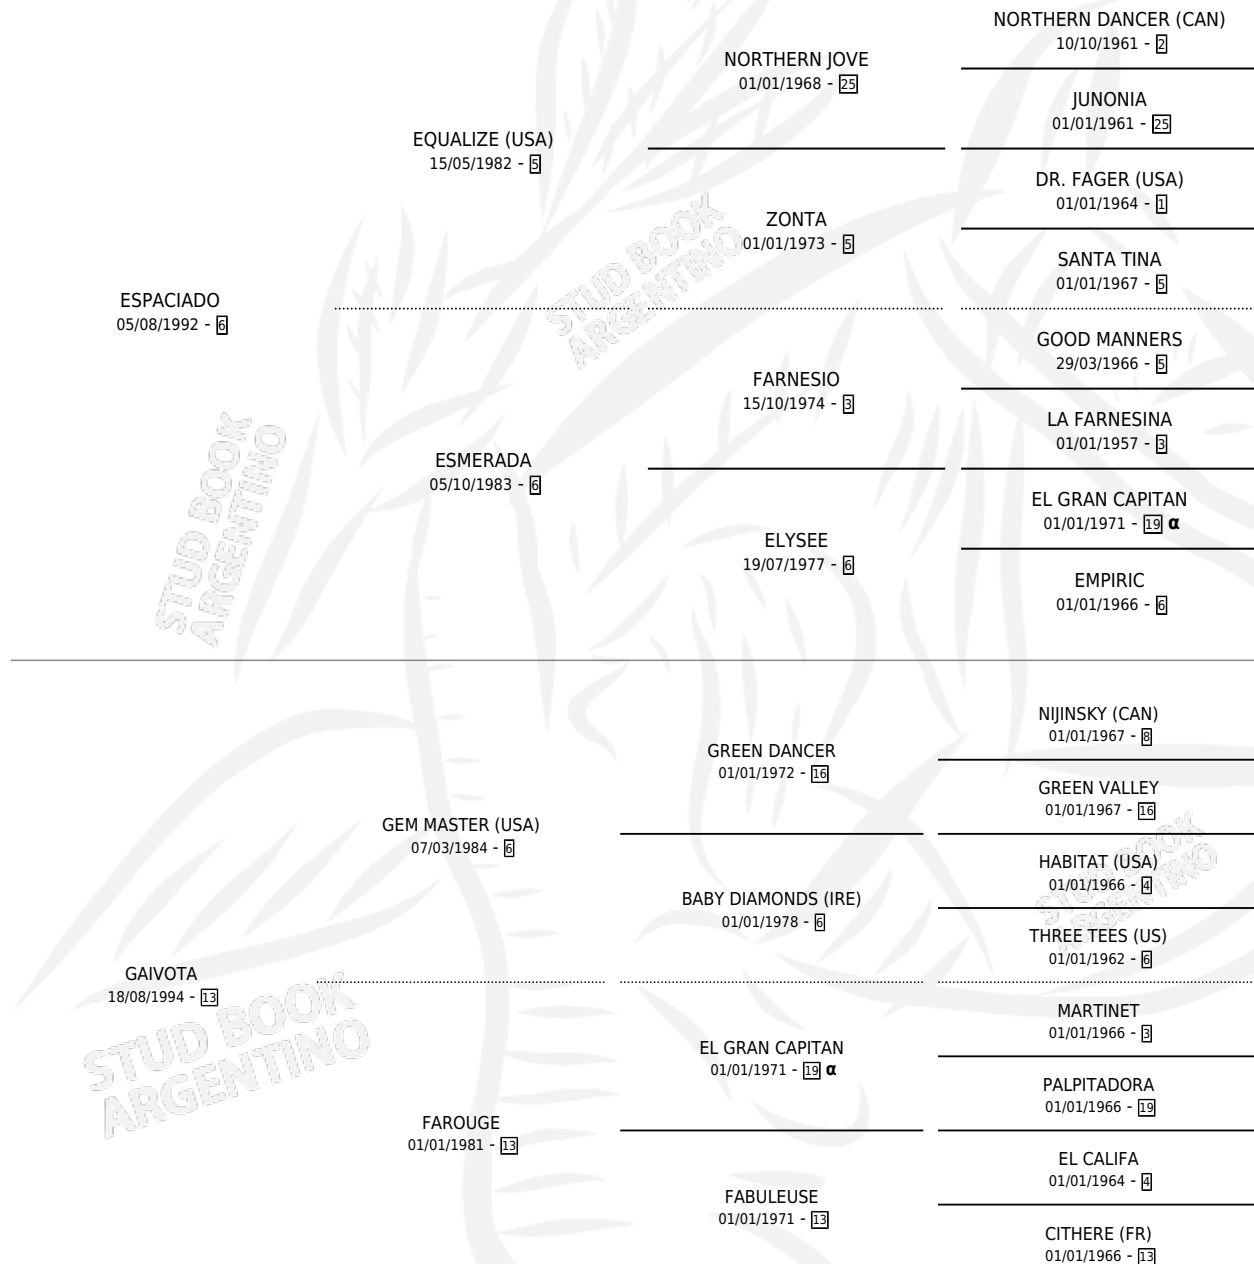 NORTHERN DANCER (CAN)
10/10/1961 - 2
NORTHERN JOVE
01/01/1968 - 25
JUNONIA
01/01/1961 - 25
EQUALIZE (USA)
15/05/1982 - 5
DR. FAGER (USA)
01/01/1964 - 1
ZONTA
01/01/1973 - 5
SANTA TINA
01/01/1967 - 5
ESPACIADO
05/08/1992 - 6
STUD BOOK
ARGENTINO
GOOD MANNERS
29/03/1966 - 5
FARNESIO
15/10/1974 - 3
LA FARNESINA
01/01/1957 - 3
ESMERADA
05/10/1983 - 6
EL GRAN CAPITAN
01/01/1971 - 19 α
ELYSEE
19/07/1977 - 6
EMPIRIC
01/01/1966 - 6
STUD BOOK
ARGENTINO
NIJINSKY (CAN)
01/01/1967 - 8
GREEN DANCER
01/01/1972 - 16
GREEN VALLEY
01/01/1967 - 16
GEM MASTER (USA)
07/03/1984 - 6
HABITAT (USA)
01/01/1966 - 4
BABY DIAMONDS (IRE)
01/01/1978 - 6
THREE TEES (US)
01/01/1962 - 6
STUD BOOK
ARGENTINO
GAIVOTA
18/08/1994 - 13
MARTINET
01/01/1966 - 3
EL GRAN CAPITAN
01/01/1971 - 19 α
PALPITADORA
01/01/1966 - 19
STUD BOOK
ARGENTINO
FAROUGE
01/01/1981 - 13
EL CALIFA
01/01/1964 - 4
FABULEUSE
01/01/1971 - 13
CITHERE (FR)
01/01/1966 - 13